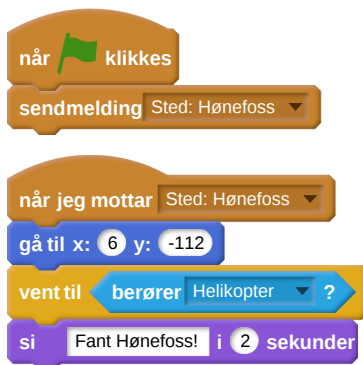 når klikkes
sendmelding Sted: Hønefoss
når jeg mottar Sted: Hønefoss
gå til x: 6 y: -112
vent til berører Helikopter ?
si Fant Hønefoss! i 2 sekunder